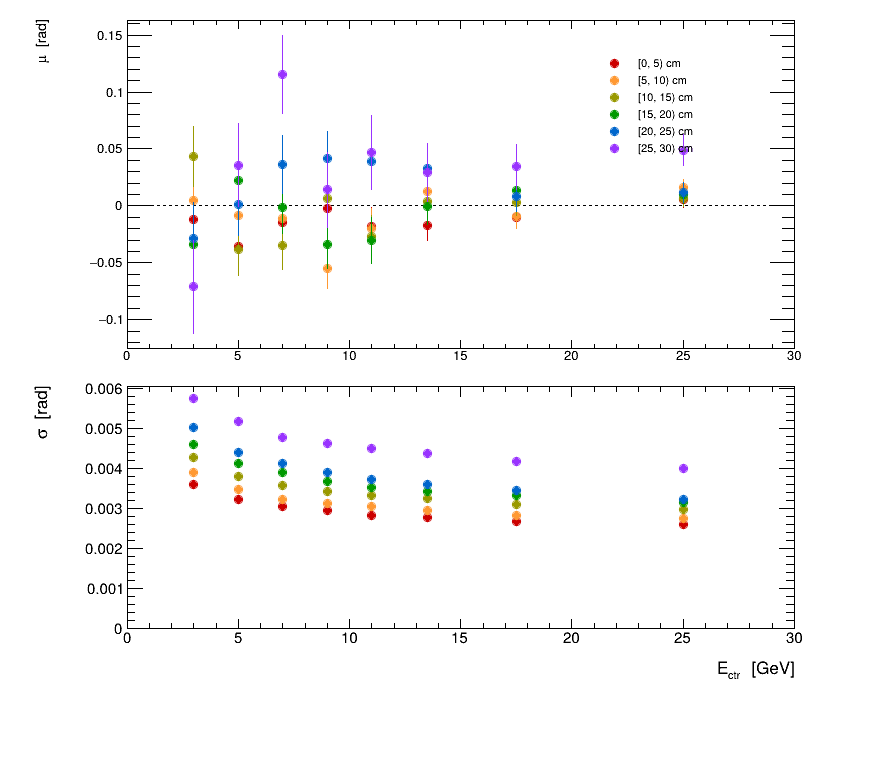 μ [rad]
0.15
0.1
0.05
0
−0.05
−0.1
[0, 5) cm
[5, 10) cm
[10, 15) cm
[15, 20) cm
[20, 25) cm
[25, 30) cm
0 5 10 15 20 25 30
σ [rad]
0.006
0.005
0.004
0.003
0.002
0.001
0
0 5 10 15 20 25 30
E_ctr [GeV]